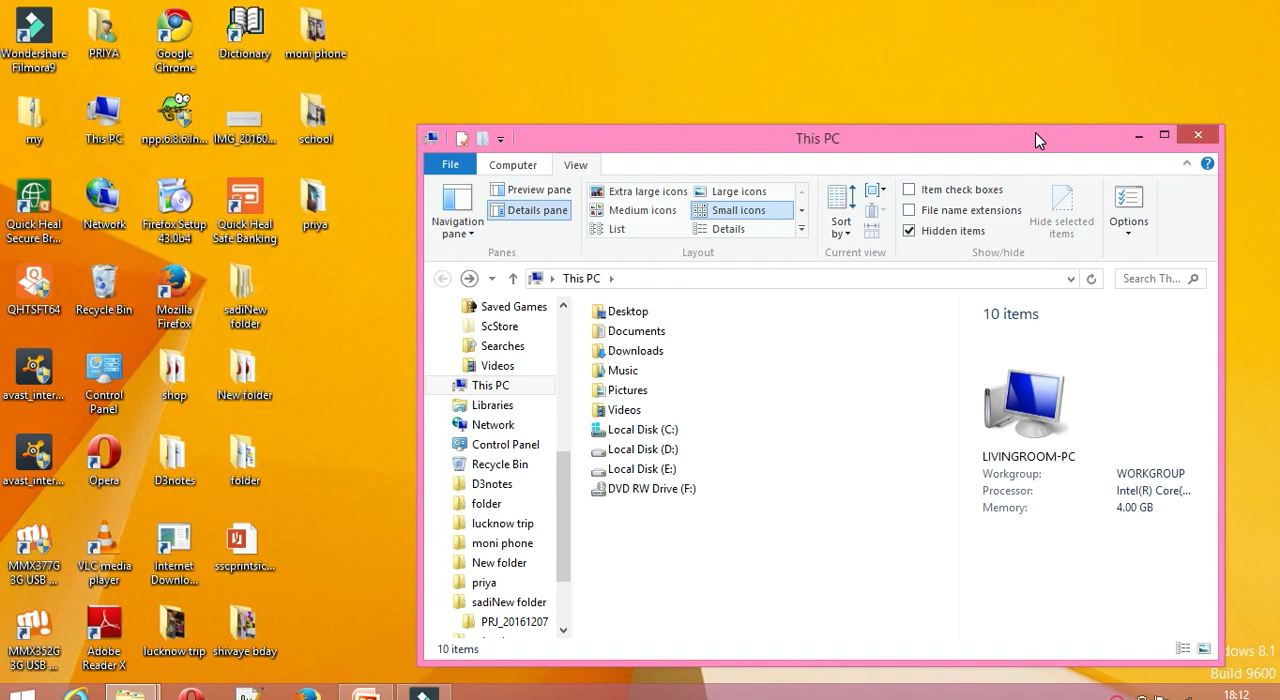 Wondershare
Filmora9
PRIYA
Google
Chrome
Dictionary
moni phone
my
This PC
npp.6.8.6.in...
IMG_20160...
school
Quick Heal
Secure Br...
Network
Firefox Setup
43.0b4
Quick Heal
Safe Banking
priya
QHTSFT64
Recycle Bin
Mozilla
Firefox
sadiNew
folder
avast_inter...
Control
Panel
shop
New folder
avast_inter...
Opera
D3notes
folder
MMX377G
3G USB ...
VLC media
player
Internet
Downlo...
sscprintsic...
MMX352G
3G USB ...
Adobe
Reader X
lucknow trip
shivaye bday
This PC
File
Computer
View
Navigation
pane
Preview pane
Details pane
Panes
Extra large icons
Large icons
Medium icons
Small icons
List
Details
Layout
Sort
by
Current view
Item check boxes
File name extensions
Hidden items
Hide selected
items
Show/hide
Options
This PC
Search Th...
Saved Games
ScStore
Searches
Videos
This PC
Libraries
Network
Control Panel
Recycle Bin
D3notes
folder
lucknow trip
moni phone
New folder
priya
sadiNew folder
PRJ_20161207
Desktop
Documents
Downloads
Music
Pictures
Videos
Local Disk (C:)
Local Disk (D:)
Local Disk (E:)
DVD RW Drive (F:)
10 items
LIVINGROOM-PC
Workgroup: WORKGROUP
Processor: Intel(R) Core(...
Memory: 4.00 GB
10 items
dows 8.1
Build 9600
18:12